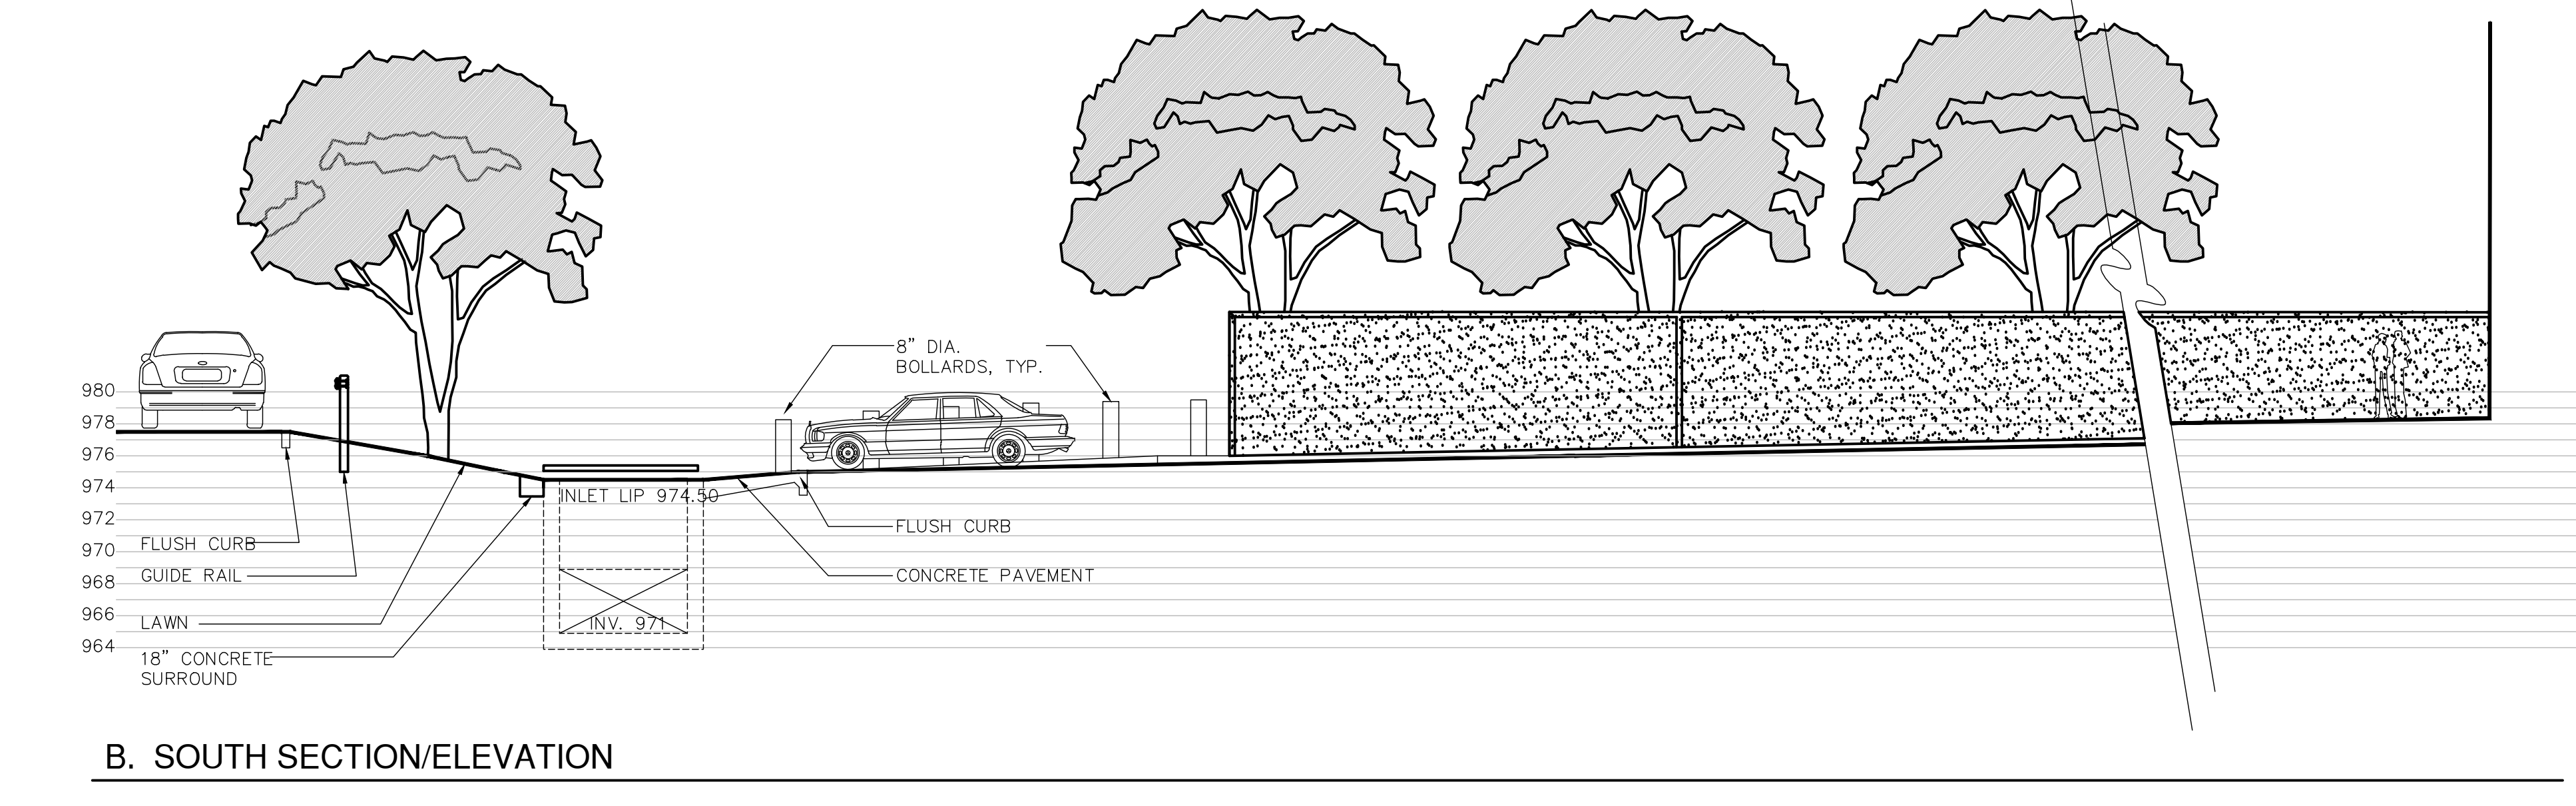 8” DIA.
BOLLARDS, TYP.
980
978
976
974
972
970
968
966
964
INLET LIP 974.50
FLUSH CURB
FLUSH CURB
GUIDE RAIL
CONCRETE PAVEMENT
LAWN
INV. 971
18” CONCRETE
SURROUND
B. SOUTH SECTION/ELEVATION